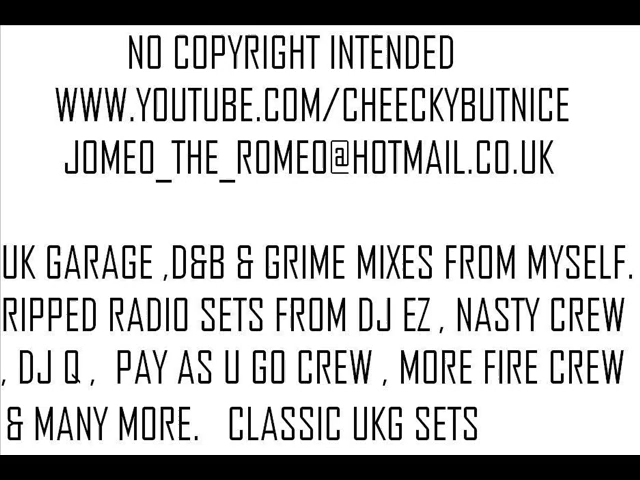 NO COPYRIGHT INTENDED
WWW.YOUTUBE.COM/CHEECKYBUTNICE
JOMEO_THE_ROMEO@HOTMAIL.CO.UK
UK GARAGE ,D&B & GRIME MIXES FROM MYSELF.
RIPPED RADIO SETS FROM DJ EZ , NASTY CREW
, DJ Q , PAY AS U GO CREW , MORE FIRE CREW
& MANY MORE. CLASSIC UKG SETS